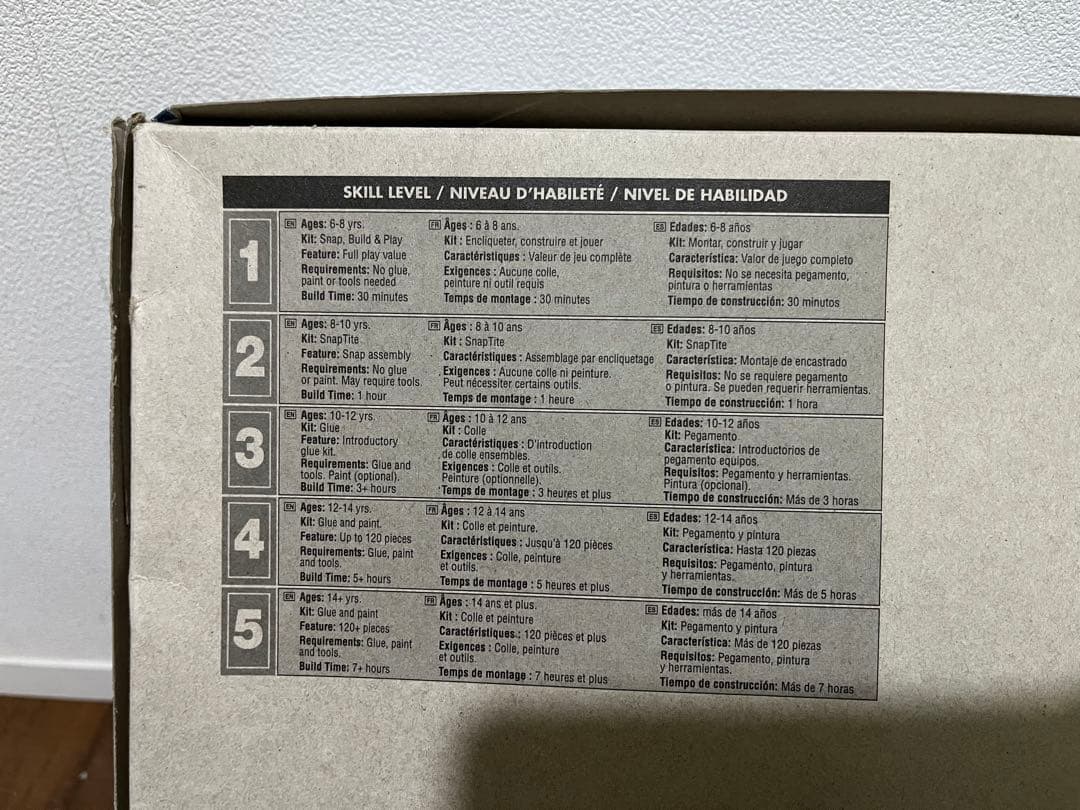 SKILL LEVEL / NIVEAU D'HABILETÉ / NIVEL DE HABILIDAD
1
EN Ages: 6-8 yrs.
Kit: Snap, Build & Play
Feature: Full play value
Requirements: No glue,
paint or tools needed
Build Time: 30 minutes
FR Âges : 6 à 8 ans.
Kit : Encliqueter, construire et jouer
Caractéristiques : Valeur de jeu complète
Exigences : Aucune colle,
peinture ni outil requis
Temps de montage : 30 minutes
ES Edades: 6-8 años
Kit: Montar, construir y jugar
Característica: Valor de juego completo
Requisitos: No se necesita pegamento,
pintura o herramientas
Tiempo de construcción: 30 minutos
2
EN Ages: 8-10 yrs.
Kit: SnapTite
Feature: Snap assembly
Requirements: No glue
or paint. May require tools.
Build Time: 1 hour
FR Âges : 8 à 10 ans
Kit : SnapTite
Caractéristiques : Assemblage par encliquetage
Exigences : Aucune colle ni peinture.
Peut nécessiter certains outils.
Temps de montage : 1 heure
ES Edades: 8-10 años
Kit: SnapTite
Característica: Montaje de encastrado
Requisitos: No se requiere pegamento
o pintura. Se pueden requerir herramientas.
Tiempo de construcción: 1 hora
3
EN Ages: 10-12 yrs.
Kit: Glue
Feature: Introductory
glue kit.
Requirements: Glue and
tools. Paint (optional).
Build Time: 3+ hours
FR Âges : 10 à 12 ans
Kit : Colle
Caractéristiques : D'introduction
de colle ensembles.
Exigences : Colle et outils.
Peinture (optionnelle).
Temps de montage : 3 heures et plus
ES Edades: 10-12 años
Kit: Pegamento
Característica: Introductorios de
pegamento equipos.
Requisitos: Pegamento y herramientas.
Pintura (opcional).
Tiempo de construcción: Más de 3 horas
4
EN Ages: 12-14 yrs.
Kit: Glue and paint.
Feature: Up to 120 pieces
Requirements: Glue, paint
and tools.
Build Time: 5+ hours
FR Âges : 12 à 14 ans
Kit : Colle et peinture.
Caractéristiques : Jusqu'à 120 pièces
Exigences : Colle, peinture
et outils.
Temps de montage : 5 heures et plus
ES Edades: 12-14 años
Kit: Pegamento y pintura
Característica: Hasta 120 piezas
Requisitos: Pegamento, pintura
y herramientas.
Tiempo de construcción: Más de 5 horas
5
EN Ages: 14+ yrs.
Kit: Glue and paint
Feature: 120+ pieces
Requirements: Glue, paint
and tools.
Build Time: 7+ hours
FR Âges : 14 ans et plus.
Kit : Colle et peinture
Caractéristiques : 120 pièces et plus
Exigences : Colle, peinture
et outils.
Temps de montage : 7 heures et plus
ES Edades: más de 14 años
Kit: Pegamento y pintura
Característica: Más de 120 piezas
Requisitos: Pegamento, pintura
y herramientas.
Tiempo de construcción: Más de 7 horas